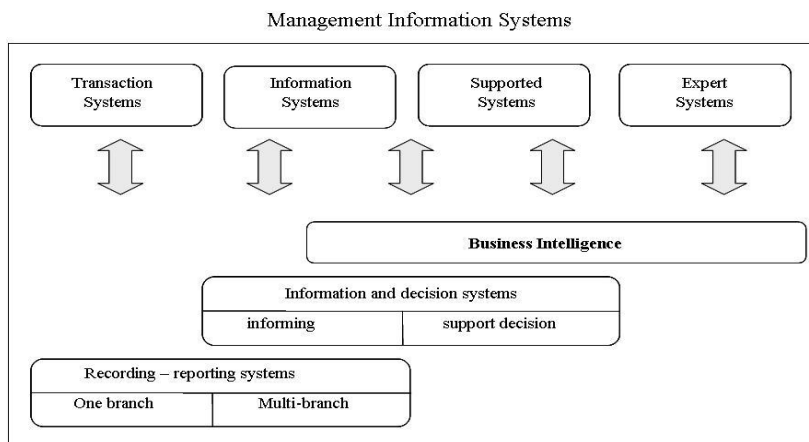 Management Information Systems
Transaction
Systems
Information
Systems
Supported
Systems
Expert
Systems
Business Intelligence
Information and decision systems
informing
support decision
Recording – reporting systems
One branch
Multi-branch